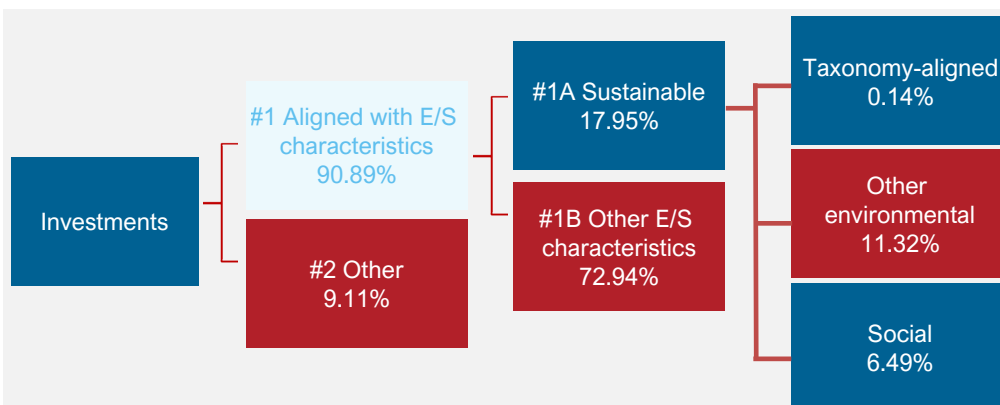 Investments
#1 Aligned with E/S
characteristics
90.89%
#2 Other
9.11%
#1A Sustainable
17.95%
#1B Other E/S
characteristics
72.94%
Taxonomy-aligned
0.14%
Other
environmental
11.32%
Social
6.49%